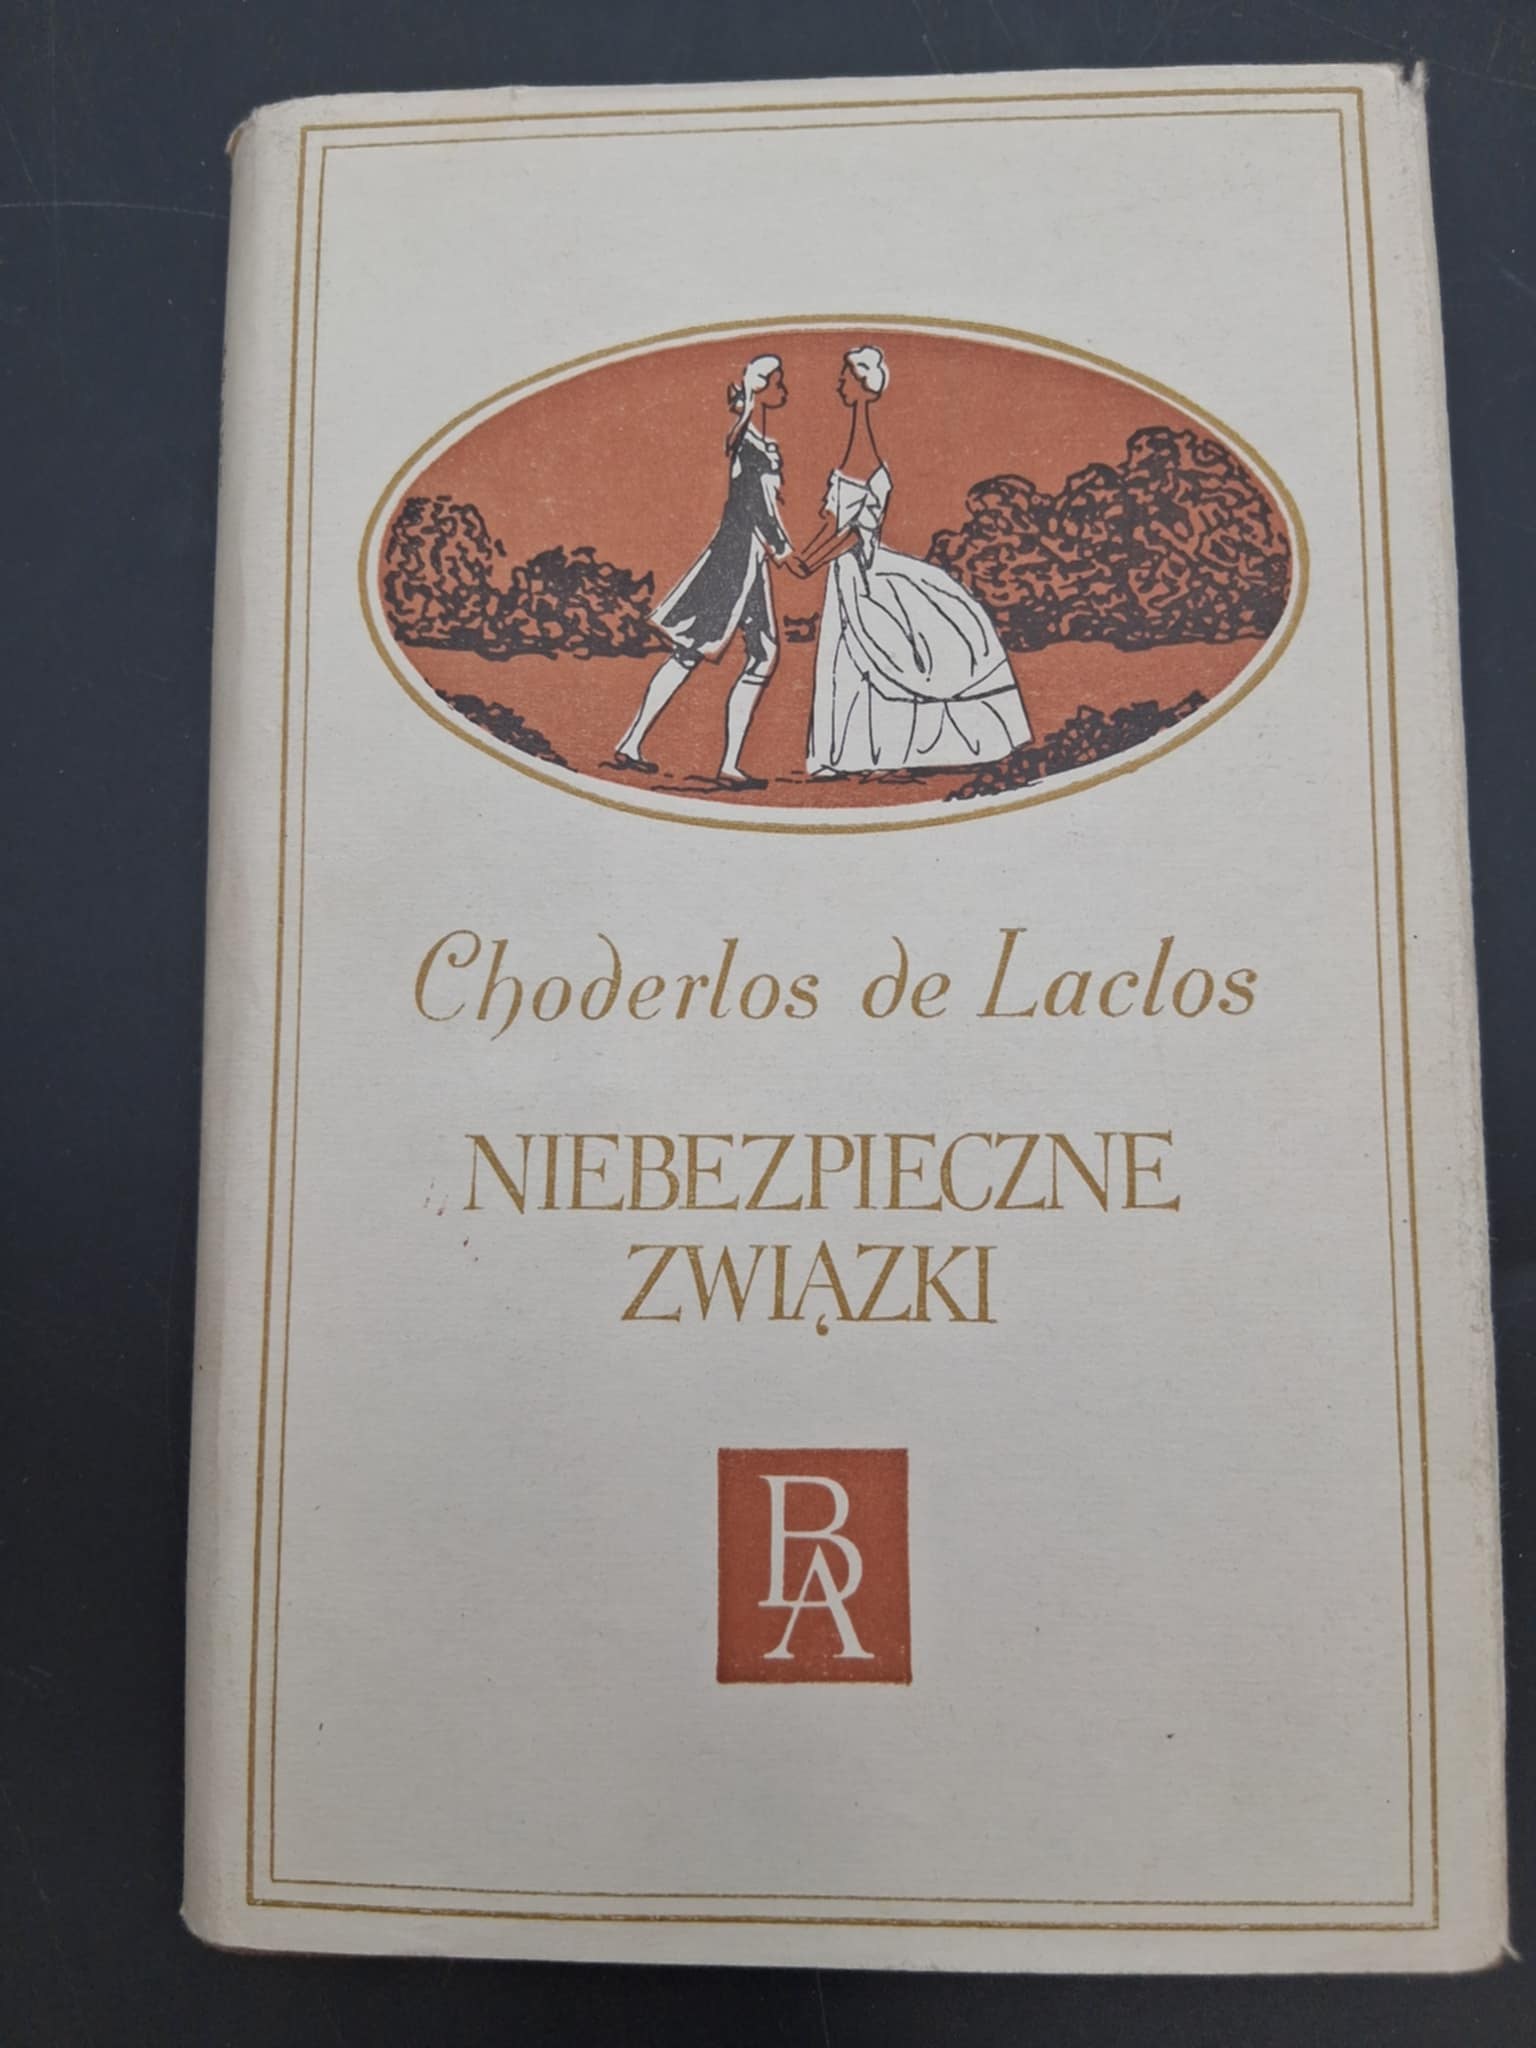 Choderlos de Laclos
NIEBEZPIECZNE
ZWIĄZKI
BA